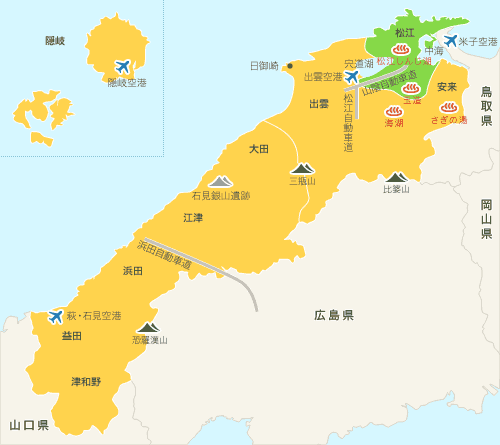 隠岐
隠岐空港
松江
中海
米子空港
松江しんじ湖
宍道湖
日御碕
出雲空港
山陰自動車道
玉造
安来
さぎの湯
出雲
松江自動車道
海潮
鳥取県
大田
三瓶山
比婆山
石見銀山遺跡
江津
岡山県
浜田自動車道
浜田
萩・石見空港
益田
恐羅漢山
広島県
津和野
山口県